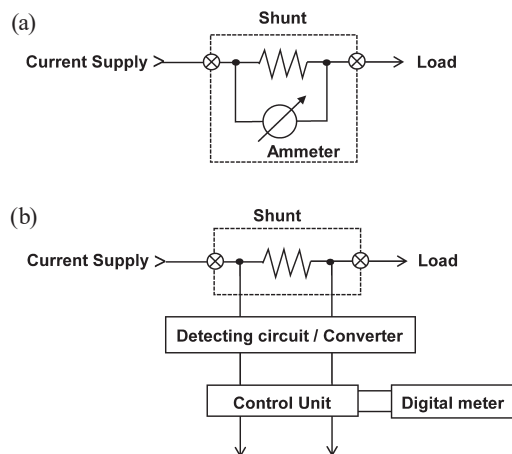 (a)
Shunt
Current Supply
Load
Ammeter
(b)
Shunt
Current Supply
Load
Detecting circuit / Converter
Control Unit
Digital meter